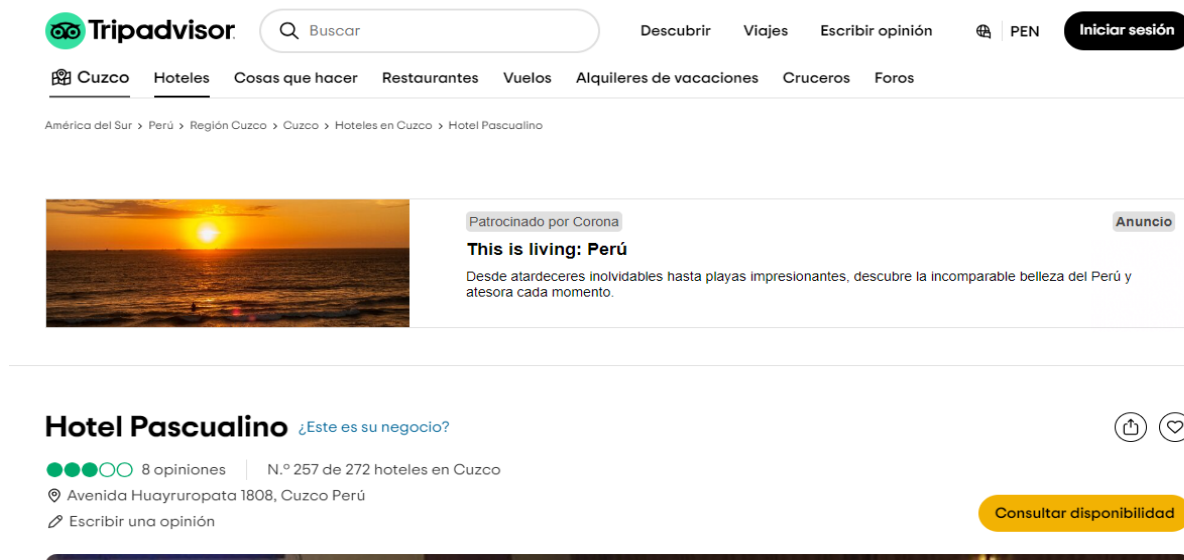 Tripadvisor
Buscar
Descubrir Viajes Escribir opinión PEN Iniciar sesión
Cuzco Hoteles Cosas que hacer Restaurantes Vuelos Alquileres de vacaciones Cruceros Foros
América del Sur > Perú > Región Cuzco > Cuzco > Hoteles en Cuzco > Hotel Pascualino
Patrocinado por Corona Anuncio
This is living: Perú
Desde atardeceres inolvidables hasta playas impresionantes, descubre la incomparable belleza del Perú y
atesora cada momento.
Hotel Pascualino ¿Este es su negocio?
8 opiniones N.º 257 de 272 hoteles en Cuzco
Avenida Huayruropata 1808, Cuzco Perú
Escribir una opinión
Consultar disponibilidad